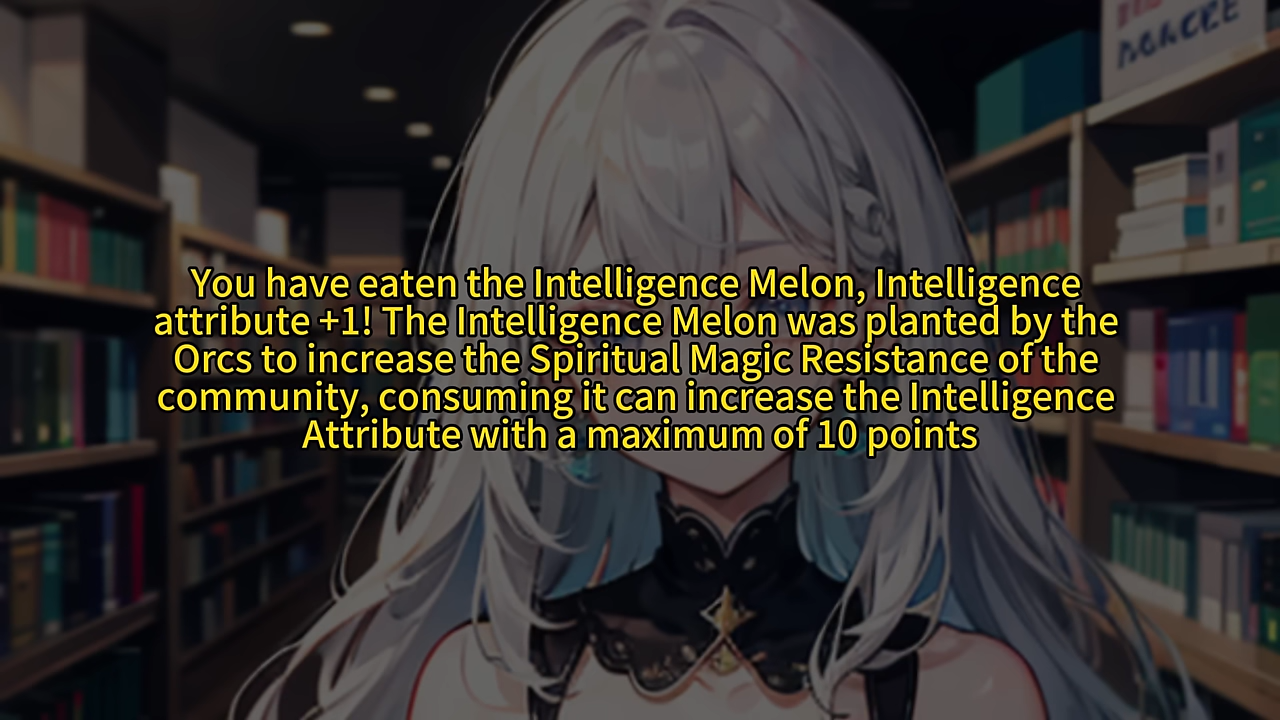 You have eaten the Intelligence Melon, Intelligence
attribute +1! The Intelligence Melon was planted by the
Orcs to increase the Spiritual Magic Resistance of the
community, consuming it can increase the Intelligence
Attribute with a maximum of 10 points